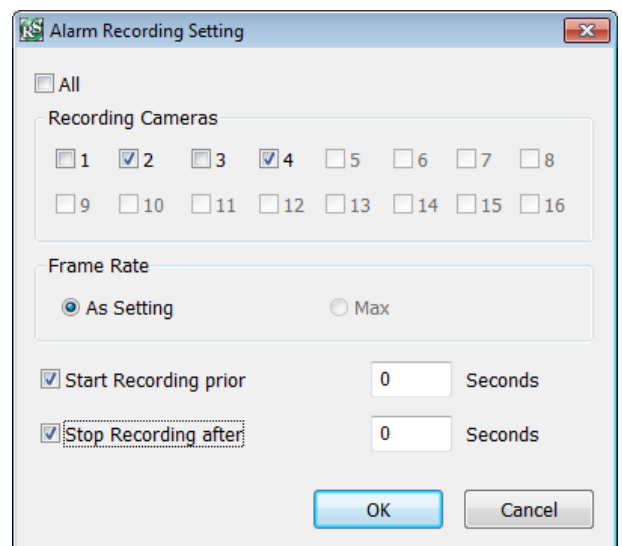 RS Alarm Recording Setting
All
Recording Cameras
1 2 3 4 5 6 7 8
9 10 11 12 13 14 15 16
Frame Rate
As Setting Max
Start Recording prior 0 Seconds
Stop Recording after 0 Seconds
OK Cancel